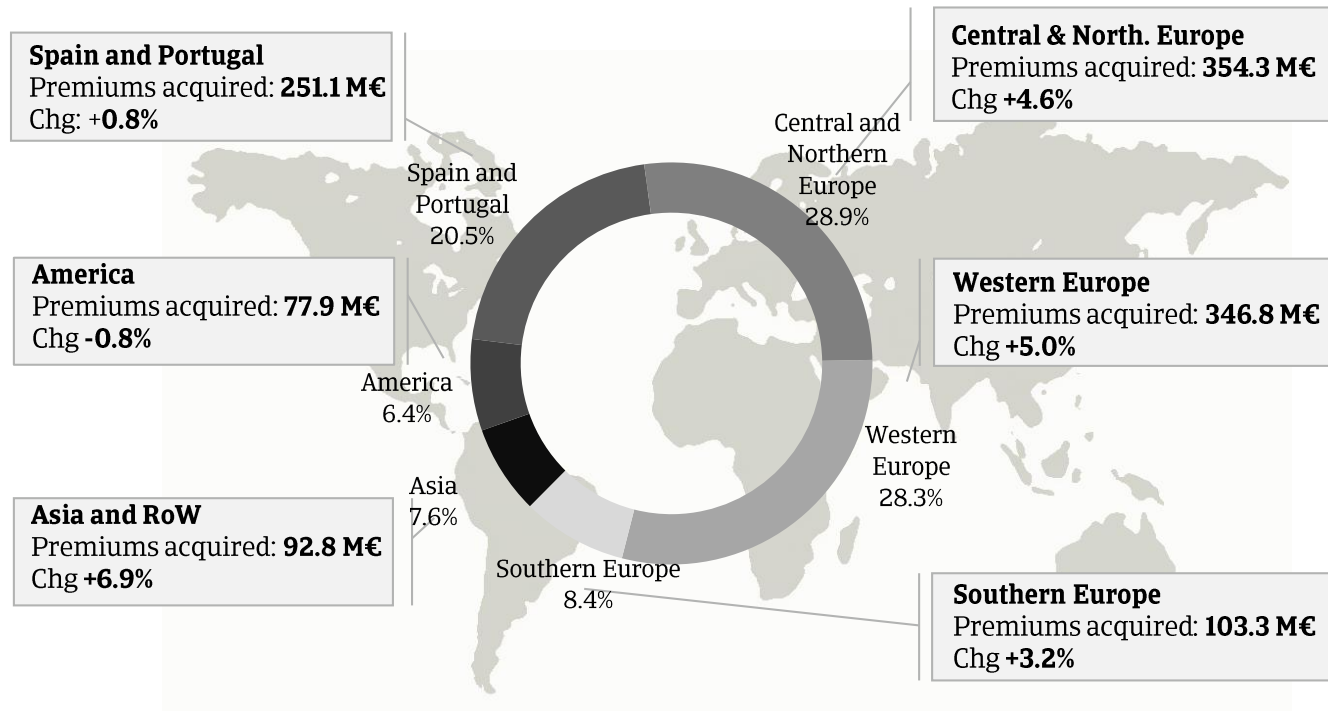 Spain and Portugal
Premiums acquired: 251.1 M€
Chg: +0.8%
Central & North. Europe
Premiums acquired: 354.3 M€
Chg +4.6%
Central and
Northern
Europe
28.9%
Spain and
Portugal
20.5%
America
Premiums acquired: 77.9 M€
Chg -0.8%
Western Europe
Premiums acquired: 346.8 M€
Chg +5.0%
America
6.4%
Western
Europe
28.3%
Asia
7.6%
Asia and RoW
Premiums acquired: 92.8 M€
Chg +6.9%
Southern Europe
8.4%
Southern Europe
Premiums acquired: 103.3 M€
Chg +3.2%